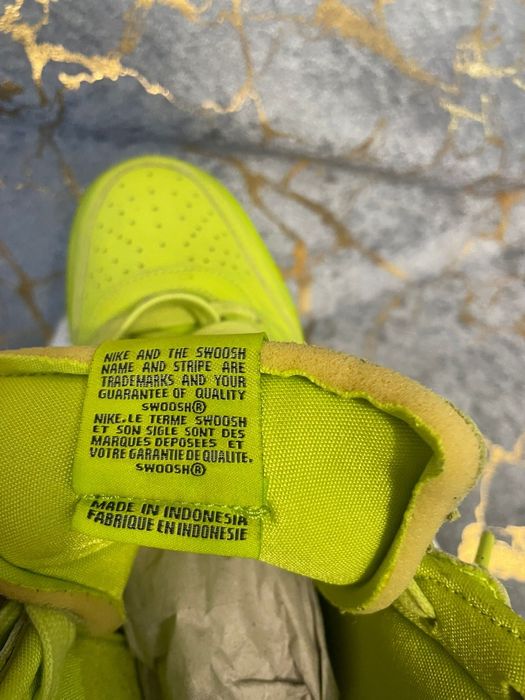 NIKE AND THE SWOOSH
NAME AND STRIPE ARE
TRADEMARKS AND YOUR
GUARANTEE OF QUALITY
SWOOSH®
NIKE.LE TERME SWOOSH
ET SON SIGLE SONT DES
MARQUES DEPOSEES ET
VOTRE GARANTIE DE QUALITE.
SWOOSH®
MADE IN INDONESIA
FABRIQUE EN INDONESIE